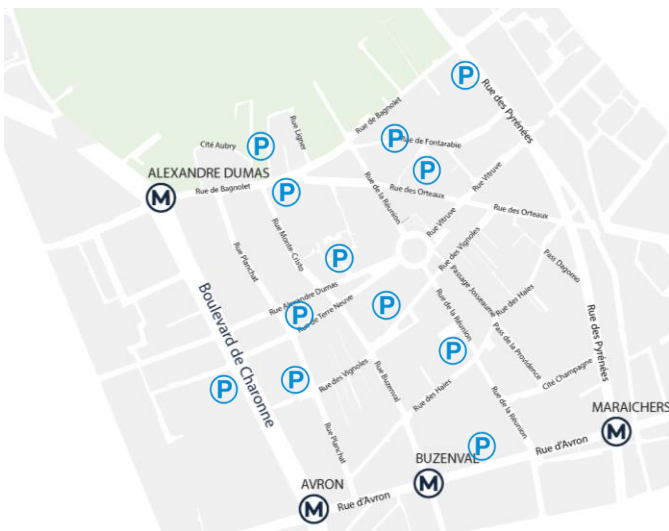 P
Rue des Pyrénées
Rue de Bagnolet
Rue Ligner
P
Rue de Fontarabie
Cité Aubry
P
P
ALEXANDRE DUMAS
M
Rue de Bagnolet
P
Rue de la Réunion
Rue des Orteaux
Rue Vitruve
Rue des Orteaux
Rue Vitruve
Rue Monte Cristo
Rue Planchat
P
Rue des Vignoles
Pass Dagorno
Passage Josseaume
Rue Alexandre Dumas
Rue de Terre Neuve
P
P
Rue des Haies
Rue de la Réunion
Boulevard de Charonne
Rue des Pyrénées
Pass de la Providence
P
P
P
Rue des Vignoles
Rue Buzenval
Cité Champagne
Rue des Haies
Rue de la Réunion
MARAICHERS
M
Rue Planchat
P
Rue d'Avron
BUZENVAL
M
AVRON
M
Rue d'Avron